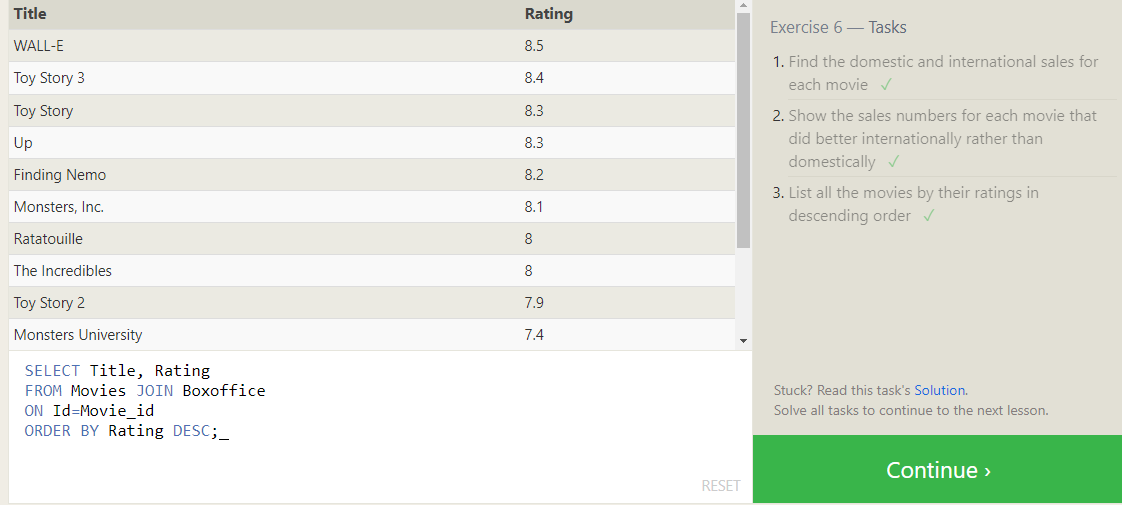 Title Rating
WALL-E 8.5
Toy Story 3 8.4
Toy Story 8.3
Up 8.3
Finding Nemo 8.2
Monsters, Inc. 8.1
Ratatouille 8
The Incredibles 8
Toy Story 2 7.9
Monsters University 7.4
SELECT Title, Rating
FROM Movies JOIN Boxoffice
ON Id=Movie_id
ORDER BY Rating DESC;_
RESET
Exercise 6 — Tasks
1. Find the domestic and international sales for
each movie ✓
2. Show the sales numbers for each movie that
did better internationally rather than
domestically ✓
3. List all the movies by their ratings in
descending order ✓
Stuck? Read this task's Solution.
Solve all tasks to continue to the next lesson.
Continue ›